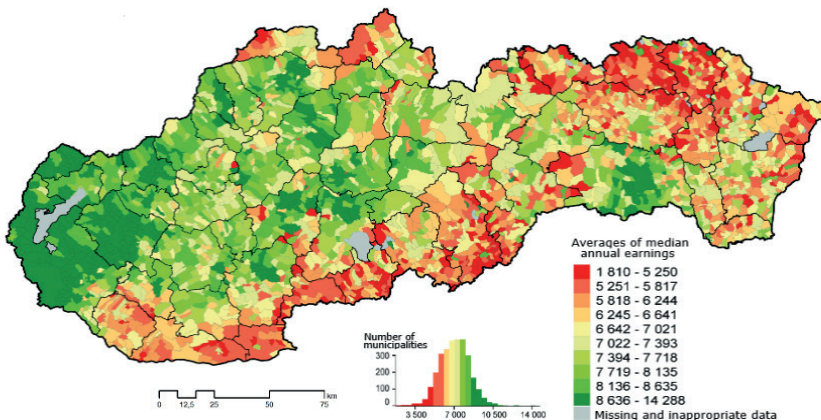 Averages of median
annual earnings
1 810 - 5 250
5 251 - 5 817
5 818 - 6 244
6 245 - 6 641
6 642 - 7 021
7 022 - 7 393
7 394 - 7 718
7 719 - 8 135
8 136 - 8 635
8 636 - 14 288
Missing and inappropriate data
Number of
municipalities
300
200
100
0
3 500 7 000 10 500 14 000
km
0 12,5 25 50 75